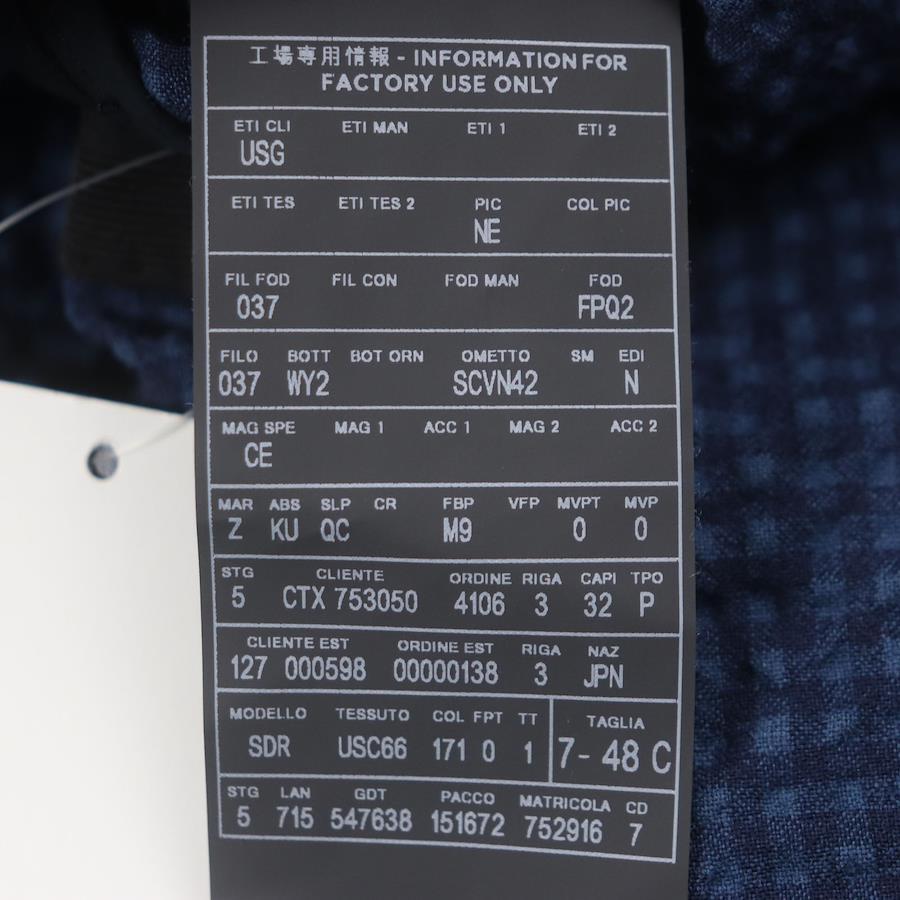 工場専用情報 - INFORMATION FOR
FACTORY USE ONLY
ETI CLI ETI MAN ETI 1 ETI 2
USG
ETI TES ETI TES 2 PIC COL PIC
NE
FIL FOD FIL CON FOD MAN FOD
037 FPQ2
FILO BOTT BOT ORN OMETTO SM EDI
037 WY2 SCVN42 N
MAG SPE MAG 1 ACC 1 MAG 2 ACC 2
CE
MAR ABS SLP CR FBP VFP MVPT MVP
Z KU QC M9 0 0
STG CLIENTE ORDINE RIGA CAPI TPO
5 CTX 753050 4106 3 32 P
CLIENTE EST ORDINE EST RIGA NAZ
127 000598 00000138 3 JPN
MODELLO TESSUTO COL FPT TT TAGLIA
SDR USC66 171 0 1 7- 48 C
STG LAN GDT PACCO MATRICOLA CD
5 715 547638 151672 752916 7